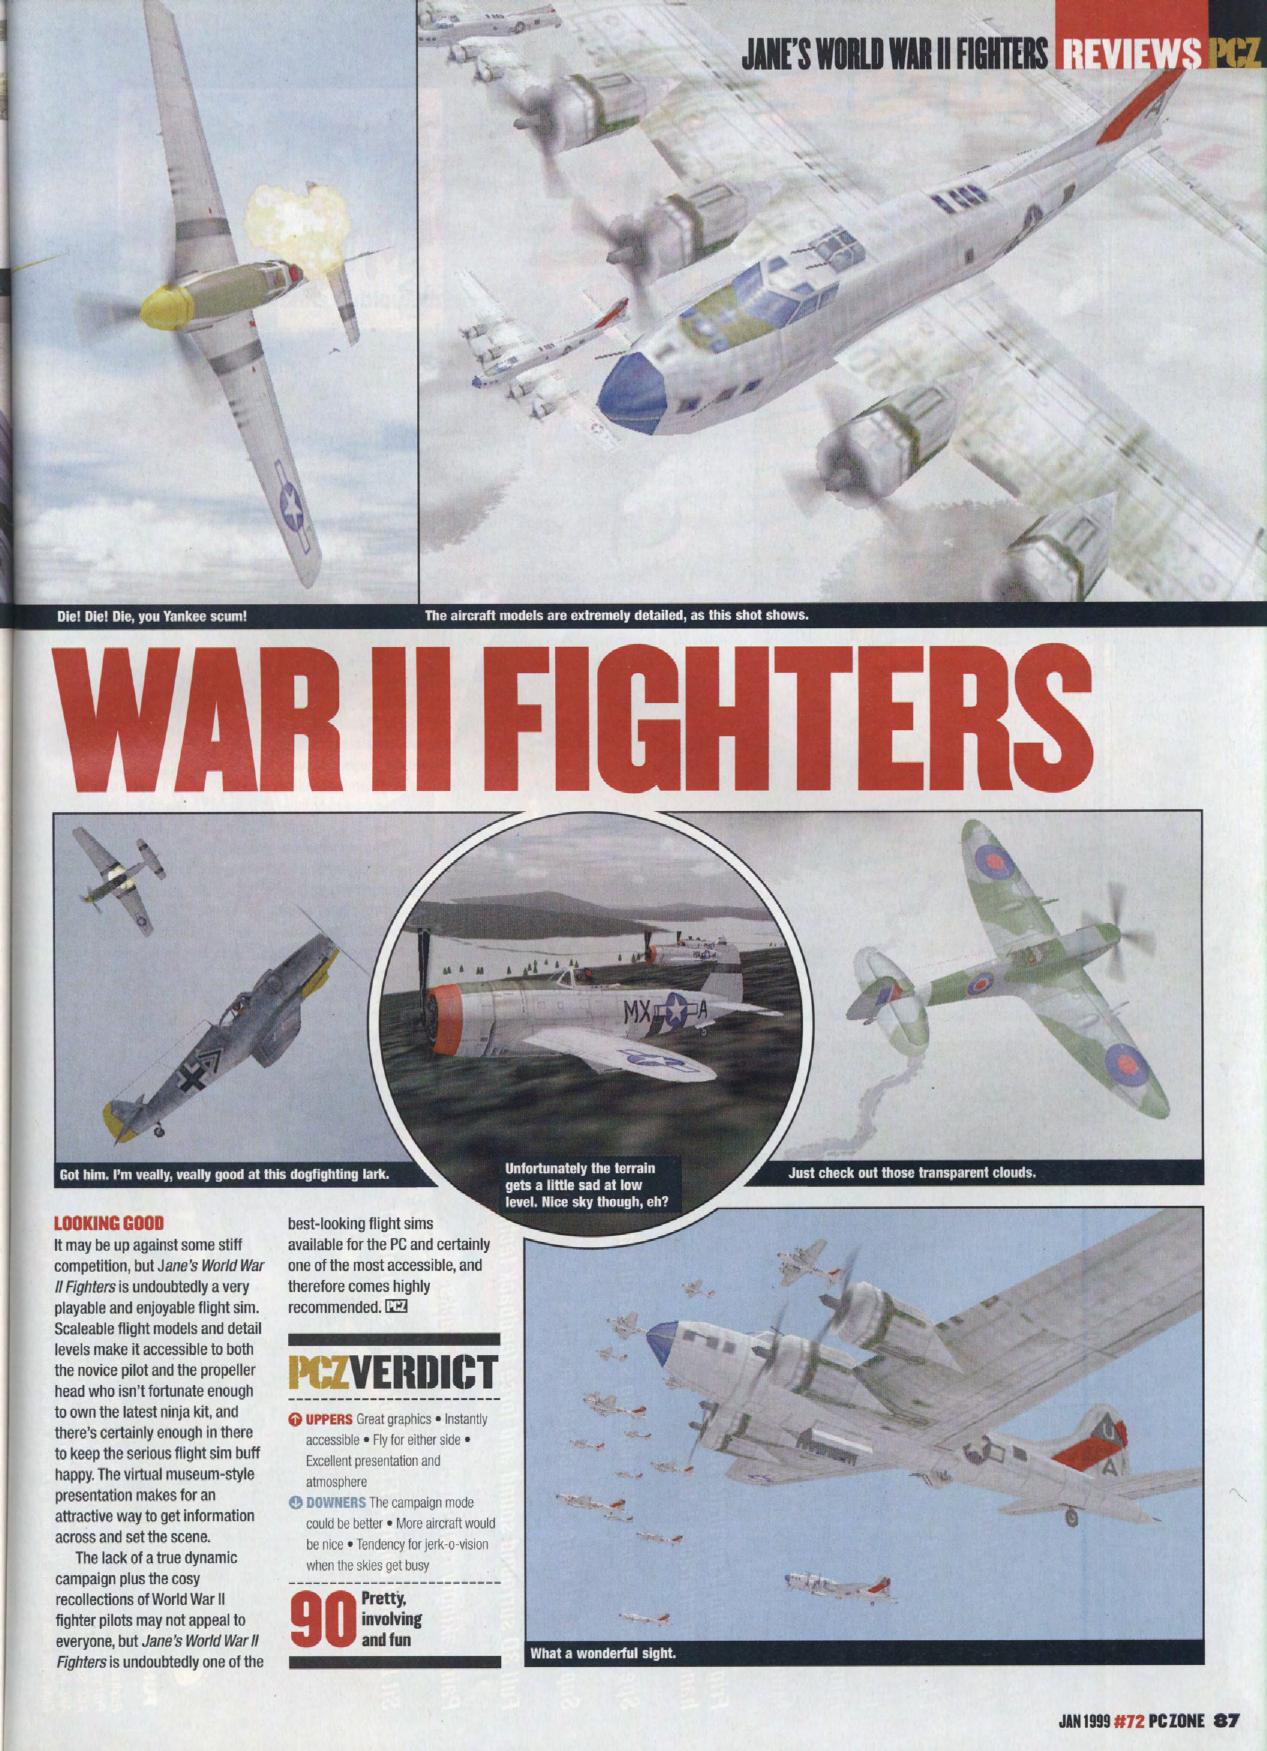 JANE'S WORLD WAR II FIGHTERS REVIEWS PCZ
Die! Die! Die, you Yankee scum!
The aircraft models are extremely detailed, as this shot shows.
WAR II FIGHTERS
MX A
Got him. I'm veally, veally good at this dogfighting lark.
Unfortunately the terrain
gets a little sad at low
level. Nice sky though, eh?
Just check out those transparent clouds.
LOOKING GOOD
It may be up against some stiff
competition, but Jane's World War
II Fighters is undoubtedly a very
playable and enjoyable flight sim.
Scaleable flight models and detail
levels make it accessible to both
the novice pilot and the propeller
head who isn't fortunate enough
to own the latest ninja kit, and
there's certainly enough in there
to keep the serious flight sim buff
happy. The virtual museum-style
presentation makes for an
attractive way to get information
across and set the scene.
The lack of a true dynamic
campaign plus the cosy
recollections of World War II
fighter pilots may not appeal to
everyone, but Jane's World War II
Fighters is undoubtedly one of the
best-looking flight sims
available for the PC and certainly
one of the most accessible, and
therefore comes highly
recommended. PCZ
PCZVERDICT
UPPERS Great graphics • Instantly
accessible • Fly for either side •
Excellent presentation and
atmosphere
DOWNERS The campaign mode
could be better • More aircraft would
be nice • Tendency for jerk-o-vision
when the skies get busy
90 Pretty,
involving
and fun
U
A
What a wonderful sight.
JAN 1999 #72 PC ZONE 87